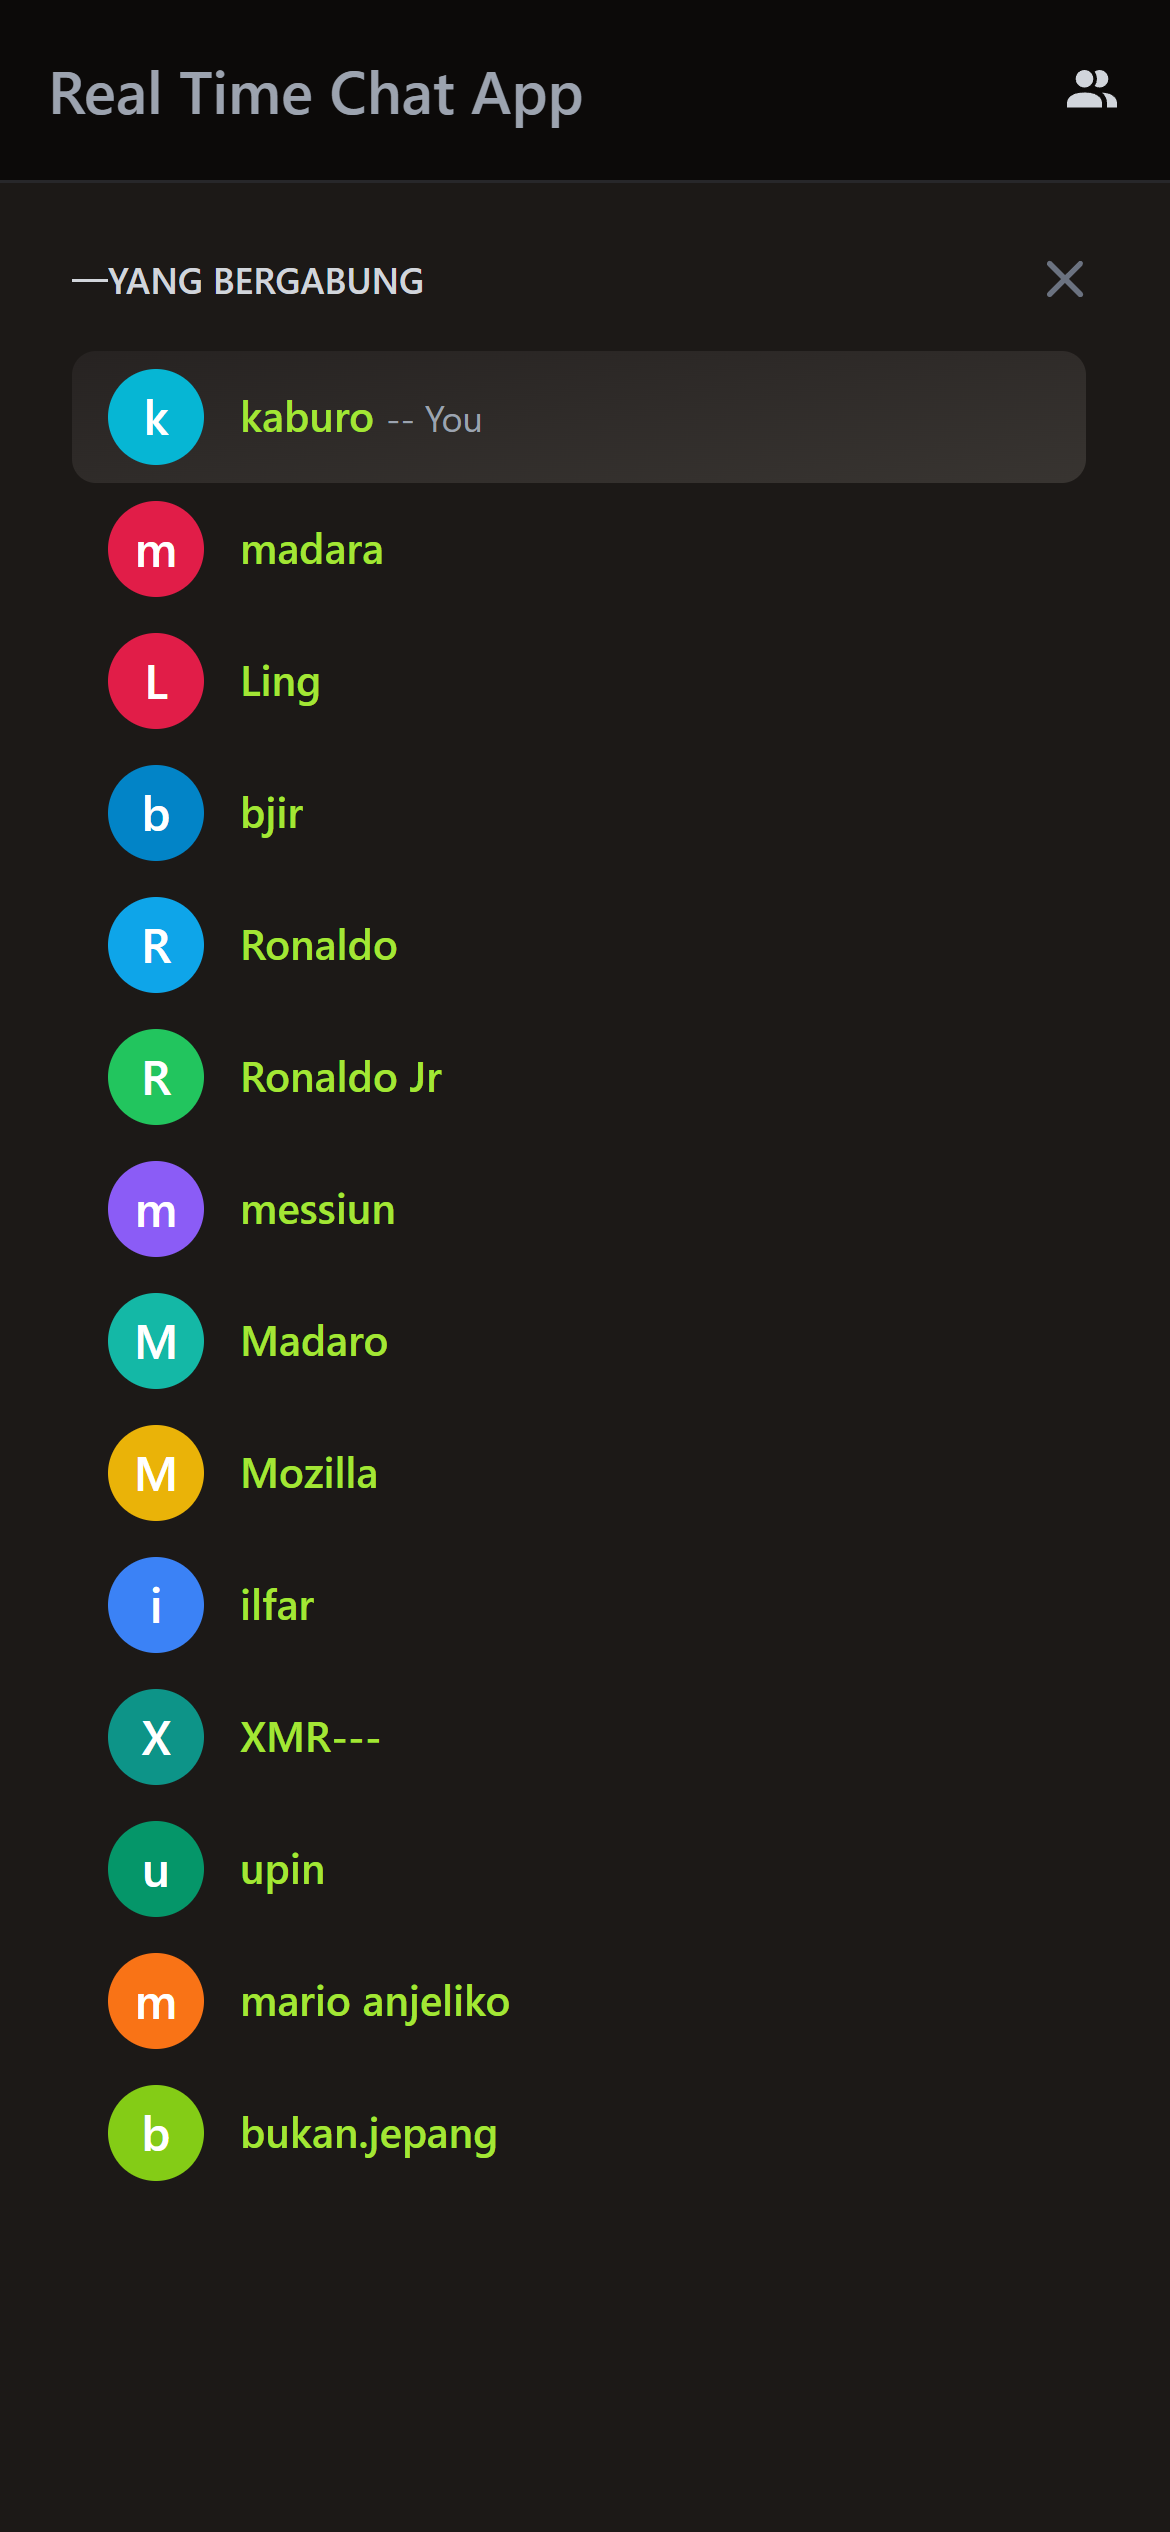 Real Time Chat App
—YANG BERGABUNG
k kaburo -- You
m madara
L Ling
b bjir
R Ronaldo
R Ronaldo Jr
m messiun
M Madaro
M Mozilla
i ilfar
X XMR---
u upin
m mario anjeliko
b bukan.jepang